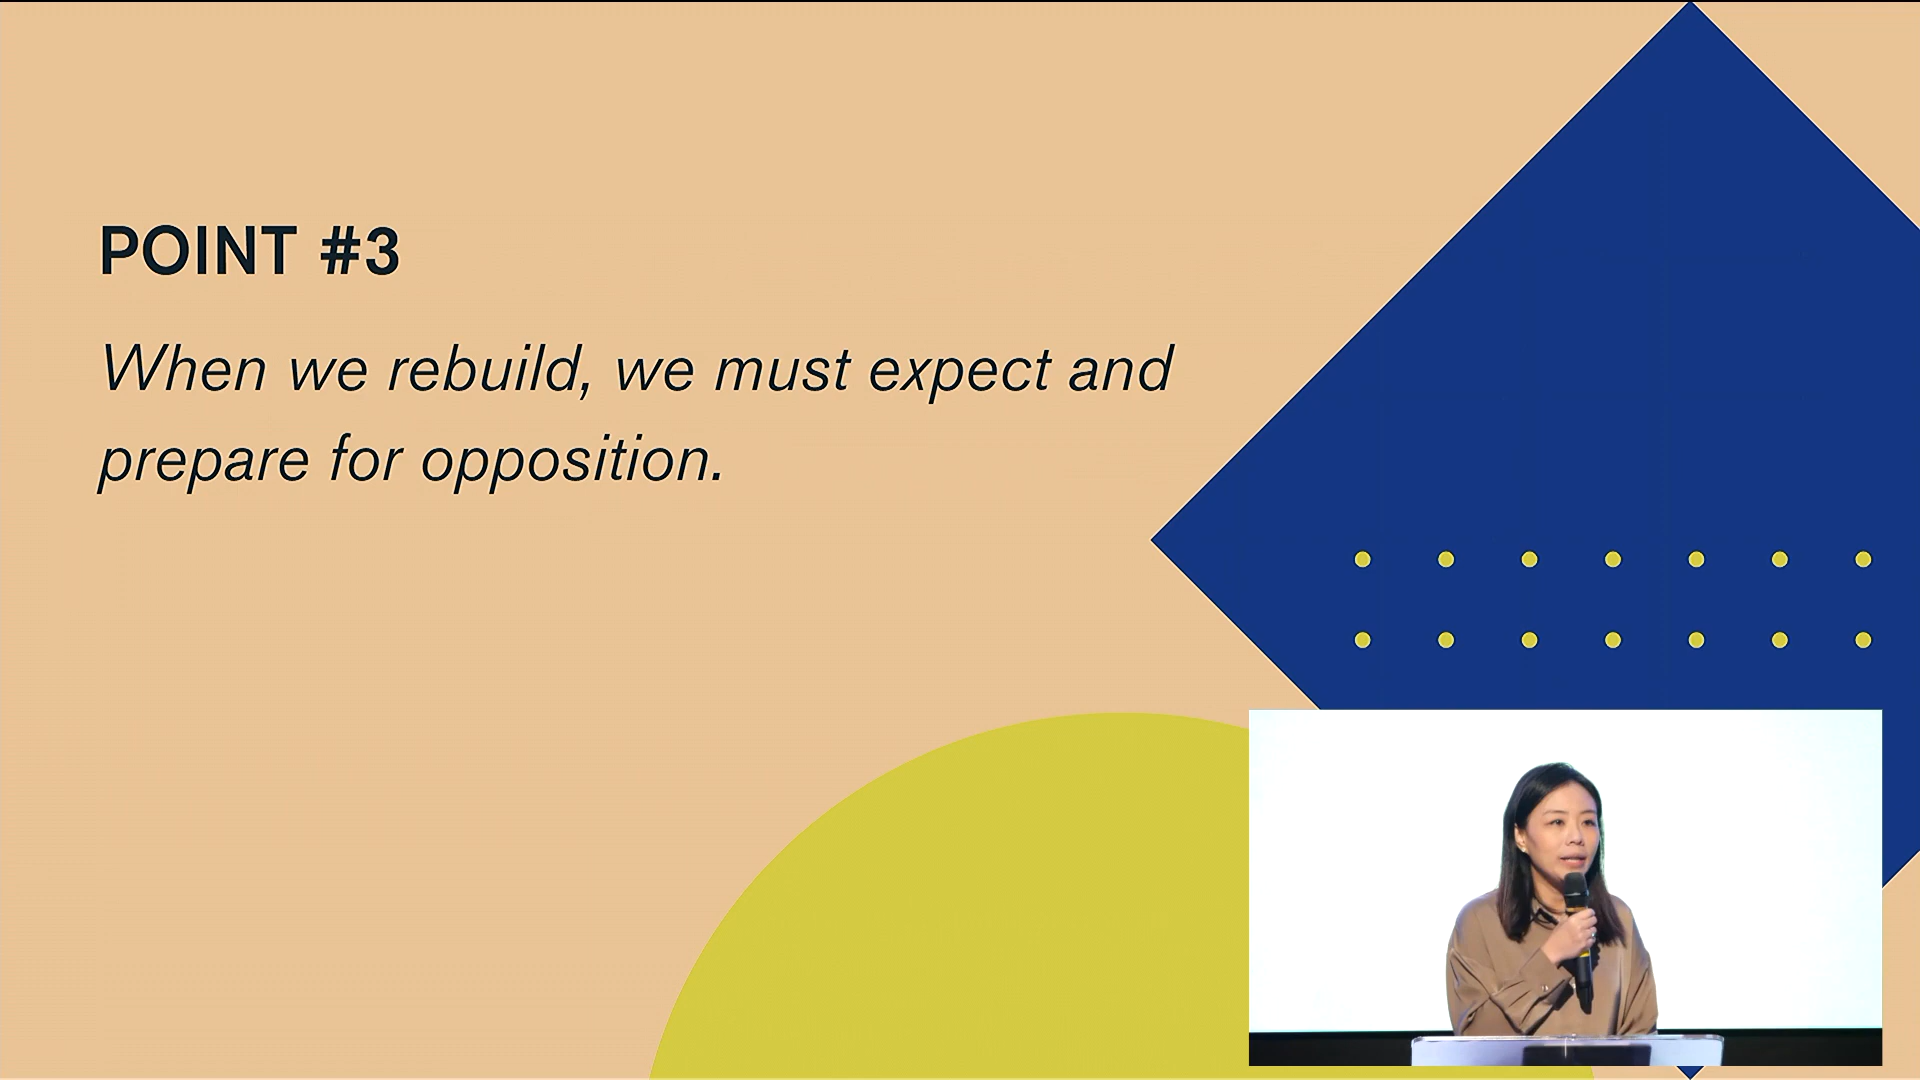 POINT #3
When we rebuild, we must expect and
prepare for opposition.